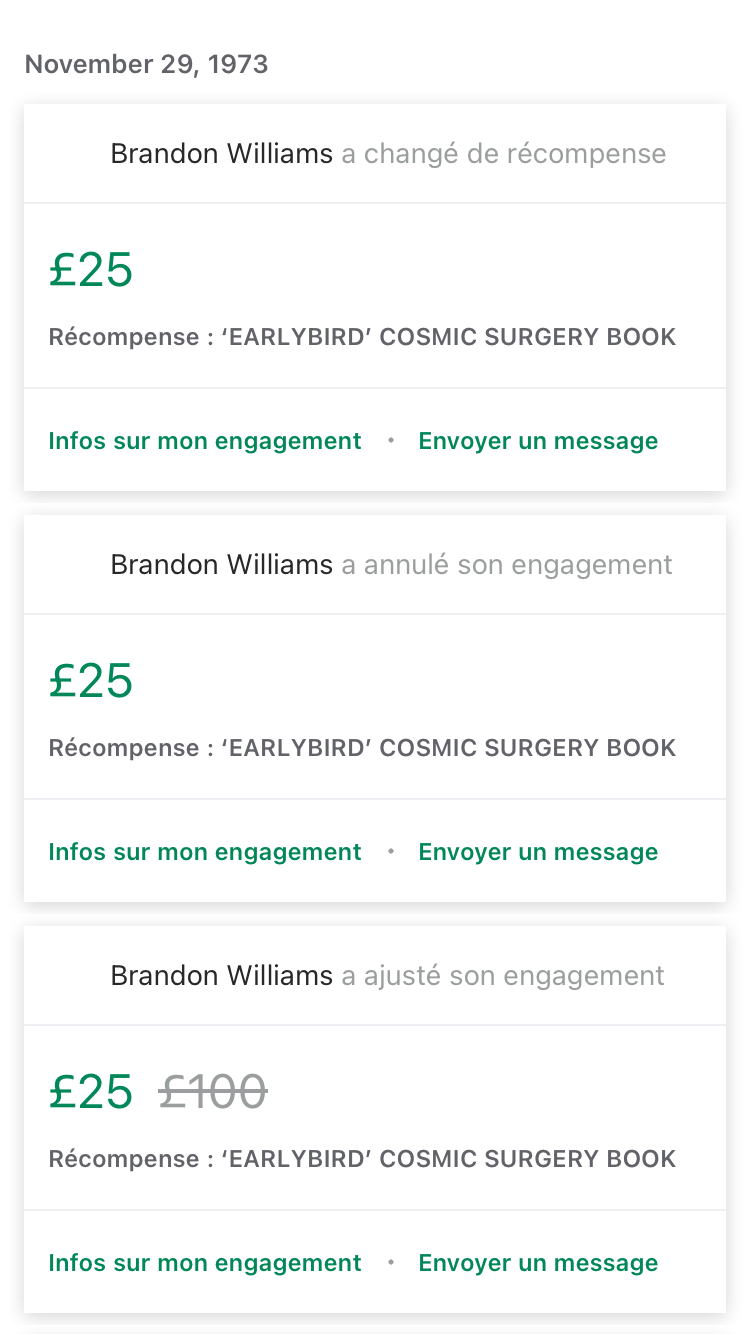 November 29, 1973
Brandon Williams a changé de récompense
£25
Récompense : ‘EARLYBIRD’ COSMIC SURGERY BOOK
Infos sur mon engagement • Envoyer un message
Brandon Williams a annulé son engagement
£25
Récompense : ‘EARLYBIRD’ COSMIC SURGERY BOOK
Infos sur mon engagement • Envoyer un message
Brandon Williams a ajusté son engagement
£25 £100
Récompense : ‘EARLYBIRD’ COSMIC SURGERY BOOK
Infos sur mon engagement • Envoyer un message